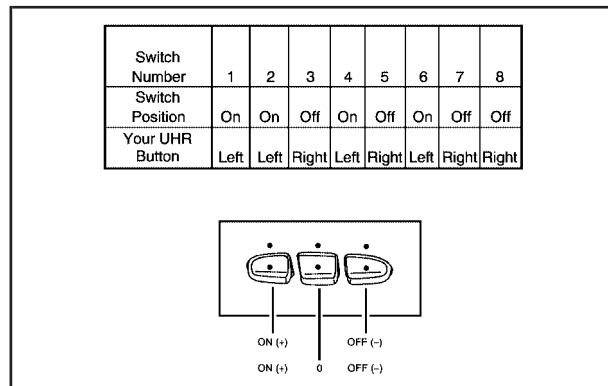 Switch
Number 1 2 3 4 5 6 7 8
Switch
Position On On Off On Off On Off Off
Your UHR
Button Left Left Right Left Right Left Right Right
ON (+) OFF (–)
ON (+) 0 OFF (–)